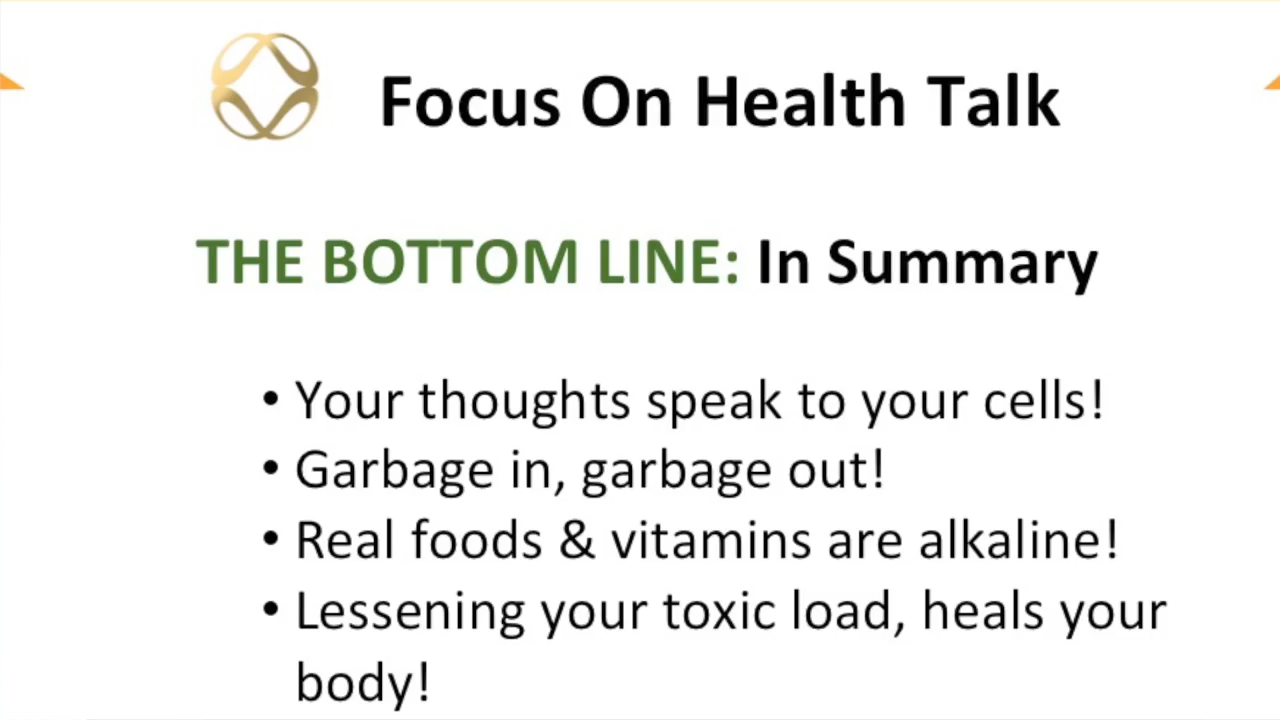 Focus On Health Talk
THE BOTTOM LINE: In Summary
• Your thoughts speak to your cells!
• Garbage in, garbage out!
• Real foods & vitamins are alkaline!
• Lessening your toxic load, heals your
body!